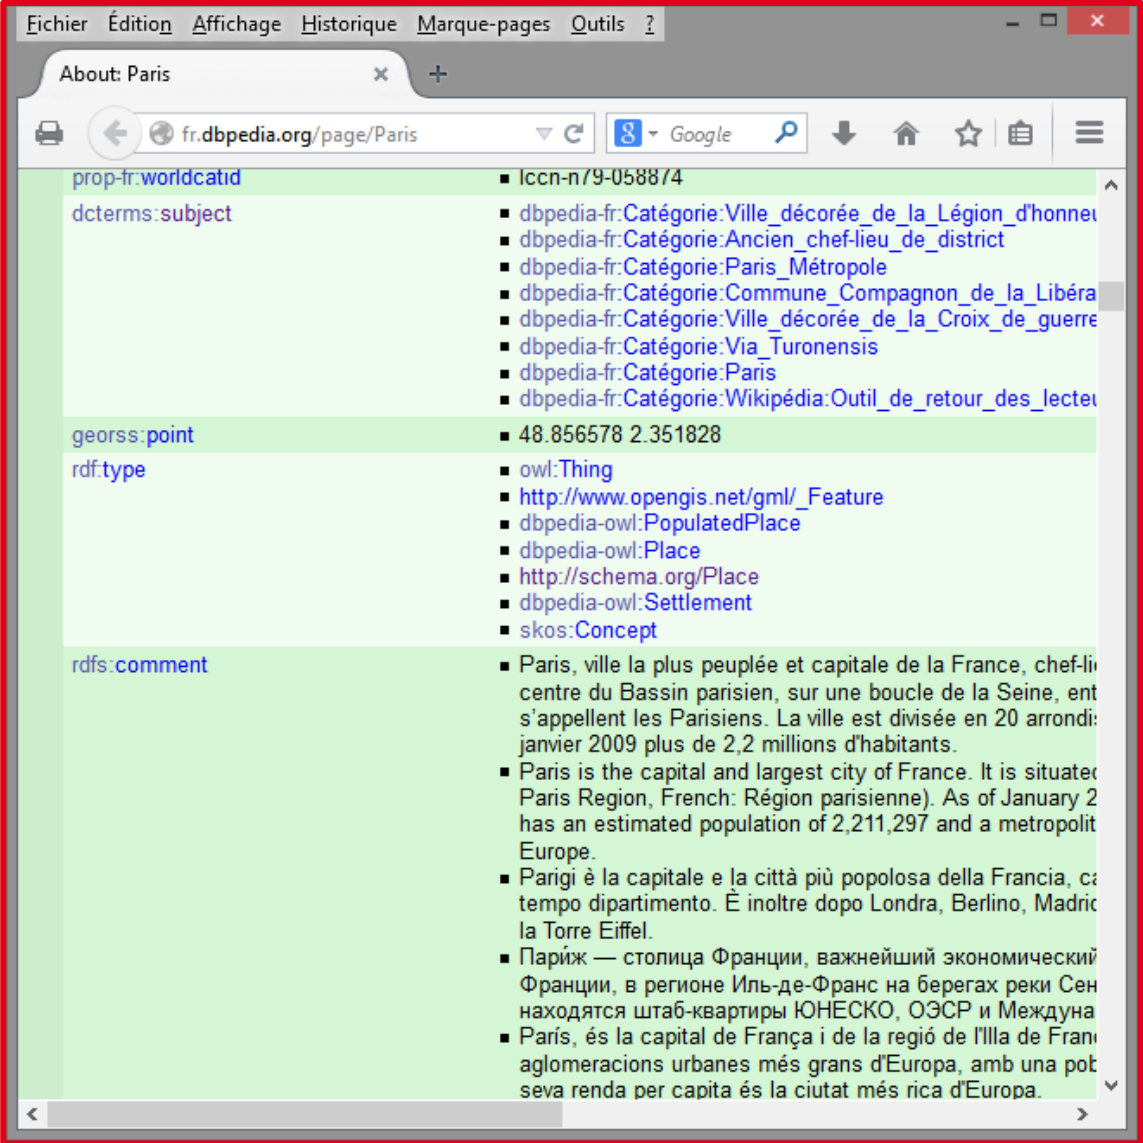 Fichier Édition Affichage Historique Marque-pages Outils ?
About: Paris
fr.dbpedia.org/page/Paris Google
prop-fr:worldcatid ▪ lccn-n79-058874
dcterms:subject ▪ dbpedia-fr:Catégorie:Ville_décorée_de_la_Légion_d'honneu
▪ dbpedia-fr:Catégorie:Ancien_chef-lieu_de_district
▪ dbpedia-fr:Catégorie:Paris_Métropole
▪ dbpedia-fr:Catégorie:Commune_Compagnon_de_la_Libéra
▪ dbpedia-fr:Catégorie:Ville_décorée_de_la_Croix_de_guerre
▪ dbpedia-fr:Catégorie:Via_Turonensis
▪ dbpedia-fr:Catégorie:Paris
▪ dbpedia-fr:Catégorie:Wikipédia:Outil_de_retour_des_lecteu
georss:point ▪ 48.856578 2.351828
rdf:type ▪ owl:Thing
▪ http://www.opengis.net/gml/_Feature
▪ dbpedia-owl:PopulatedPlace
▪ dbpedia-owl:Place
▪ http://schema.org/Place
▪ dbpedia-owl:Settlement
▪ skos:Concept
rdfs:comment ▪ Paris, ville la plus peuplée et capitale de la France, chef-li
centre du Bassin parisien, sur une boucle de la Seine, ent
s'appellent les Parisiens. La ville est divisée en 20 arrondi
janvier 2009 plus de 2,2 millions d'habitants.
▪ Paris is the capital and largest city of France. It is situated
Paris Region, French: Région parisienne). As of January 2
has an estimated population of 2,211,297 and a metropolit
Europe.
▪ Parigi è la capitale e la città più popolosa della Francia, ca
tempo dipartimento. È inoltre dopo Londra, Berlino, Madrid
la Torre Eiffel.
▪ Пари́ж — столица Франции, важнейший экономический
Франции, в регионе Иль-де-Франс на берегах реки Сен
находятся штаб-квартиры ЮНЕСКО, ОЭСР и Междуна
▪ París, és la capital de França i de la regió de l'Illa de Fran
aglomeracions urbanes més grans d'Europa, amb una pob
seva renda per capita és la ciutat més rica d'Europa.